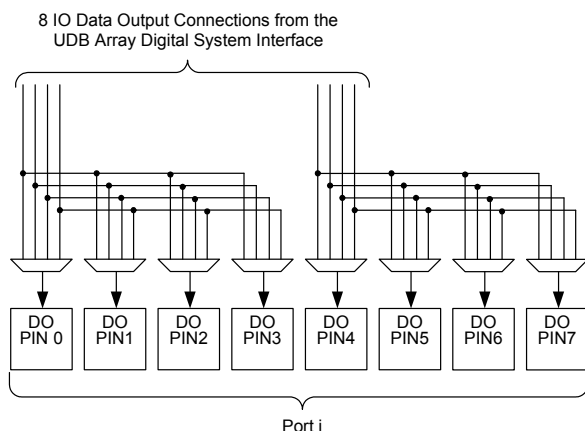 8 IO Data Output Connections from the
UDB Array Digital System Interface
DO
PIN 0
DO
PIN1
DO
PIN2
DO
PIN3
DO
PIN4
DO
PIN5
DO
PIN6
DO
PIN7
Port i